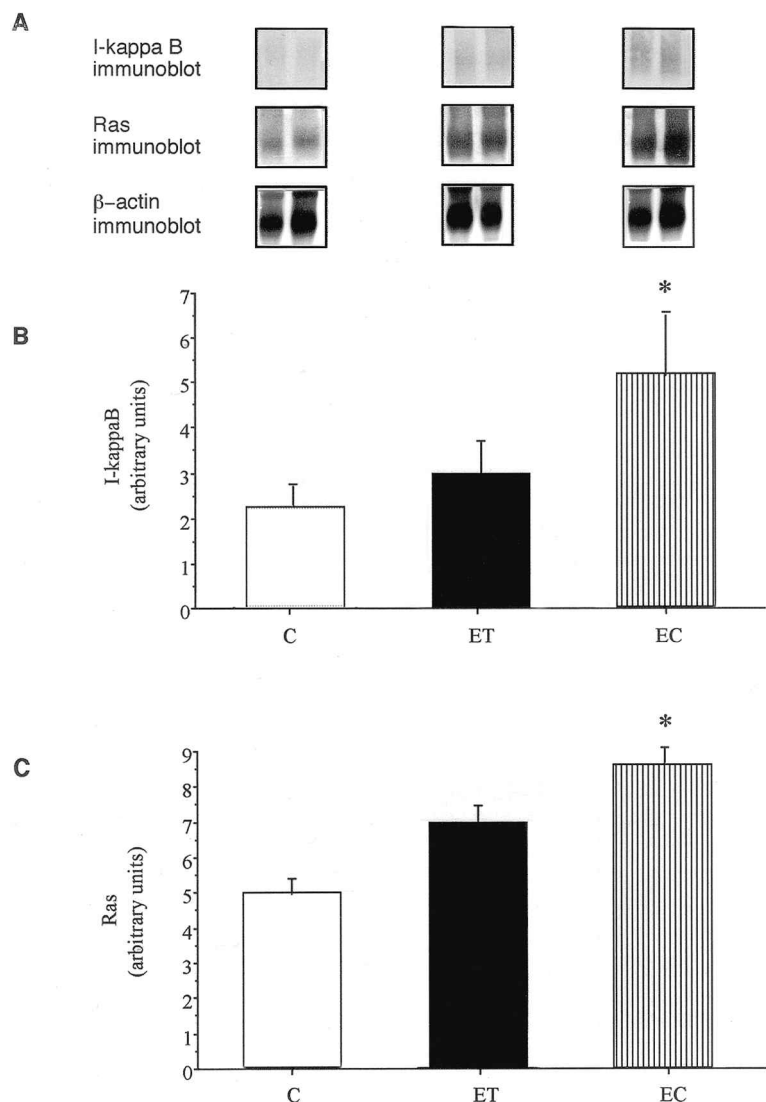 A
I-kappa B
immunoblot
Ras
immunoblot
β–actin
immunoblot
B
I-kappaB
(arbitrary units)
7
6
5
4
3
2
1
0
*
C
ET
EC
C
Ras
(arbitrary units)
9
8
7
6
5
4
3
2
1
0
*
C
ET
EC